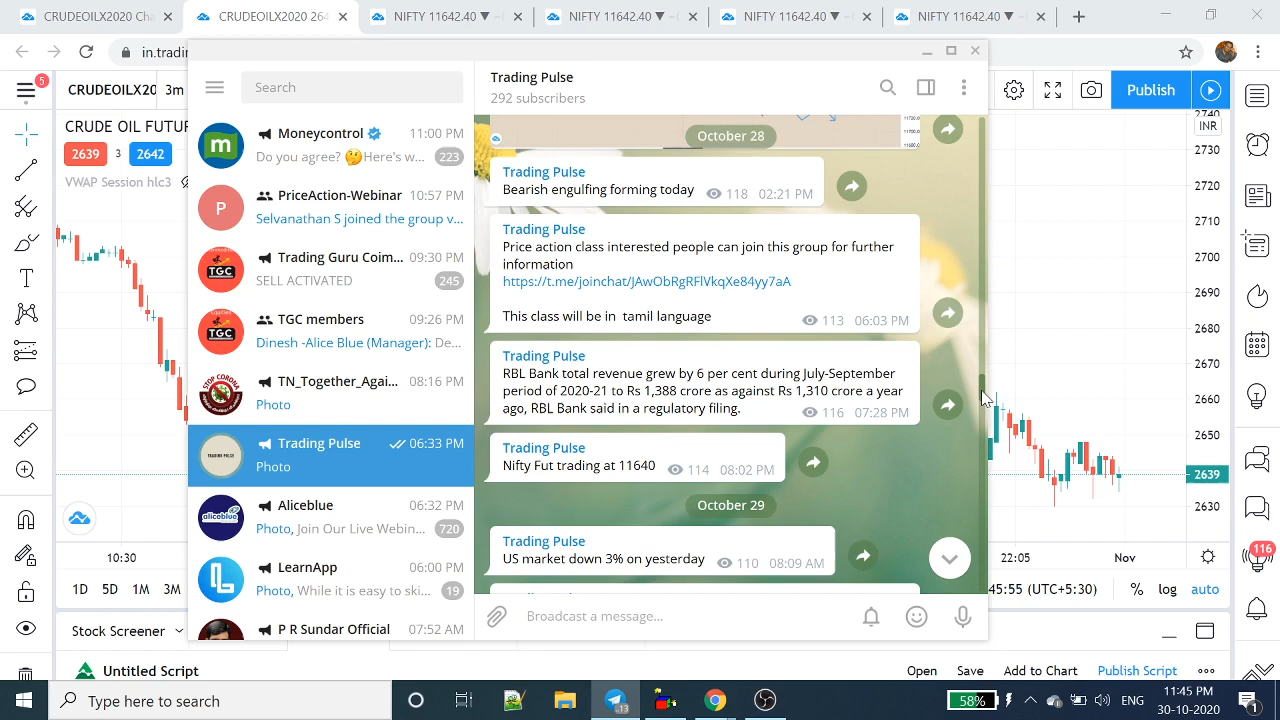 CRUDEOILX2020 Cha
CRUDEOILX2020 264
NIFTY 11642.40 ▼
NIFTY 11642.40 ▼
NIFTY 11642.40 ▼
NIFTY 11642.40 ▼
in.tradin
5
CRUDEOILX20
3m
Publish
CRUDE OIL FUTUR
2639
3
2642
VWAP Session hlc3
INR
2740
2730
2720
2710
2700
2690
2680
2670
2660
2650
2639
2630
10:30
22:05
Nov
1D 5D 1M 3M
45:55 (UTC+5:30)
% log auto
116
Stock Screener
Untitled Script
Open Save Add to Chart Publish Script
Search
Moneycontrol 11:00 PM
Do you agree? 🤔Here's w... 223
PriceAction-Webinar 10:57 PM
Selvanathan S joined the group v...
P
Trading Guru Coim... 09:30 PM
SELL ACTIVATED 245
TGC
TGC members 09:26 PM
Dinesh -Alice Blue (Manager): De...
TGC
TN_Together_Agai... 08:16 PM
Photo
STOP CORONA
Trading Pulse 06:33 PM
Photo
TRADING PULSE
Aliceblue 06:32 PM
Photo, Join Our Live Webin... 720
aliceblue
LearnApp 06:00 PM
Photo, While it is easy to ski... 19
P R Sundar Official 07:52 AM
Trading Pulse
292 subscribers
October 28
Trading Pulse
Bearish engulfing forming today 118 02:21 PM
Trading Pulse
Price action class interested people can join this group for further
information
https://t.me/joinchat/JAwObRgRFlVkqXe84yy7aA
This class will be in tamil language 113 06:03 PM
Trading Pulse
RBL Bank total revenue grew by 6 per cent during July-September
period of 2020-21 to Rs 1,388 crore as against Rs 1,310 crore a year
ago, RBL Bank said in a regulatory filing. 116 07:28 PM
Trading Pulse
Nifty Fut trading at 11640 114 08:02 PM
October 29
Trading Pulse
US market down 3% on yesterday 110 08:09 AM
Broadcast a message...
Type here to search
13
58%
ENG
11:45 PM
30-10-2020
1